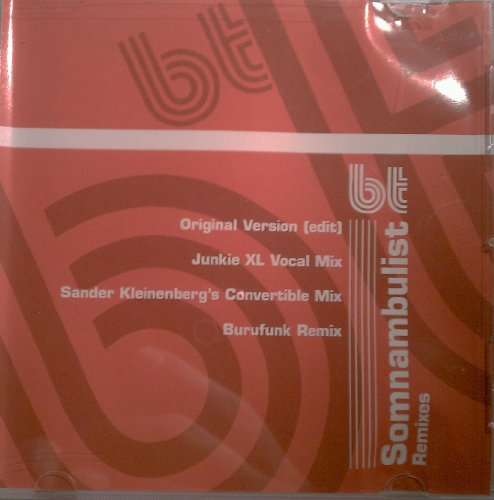 bt
Original Version (edit)
Junkie XL Vocal Mix
Sander Kleinenberg's Convertible Mix
Burufunk Remix
bt
Somnambulist
Remixes